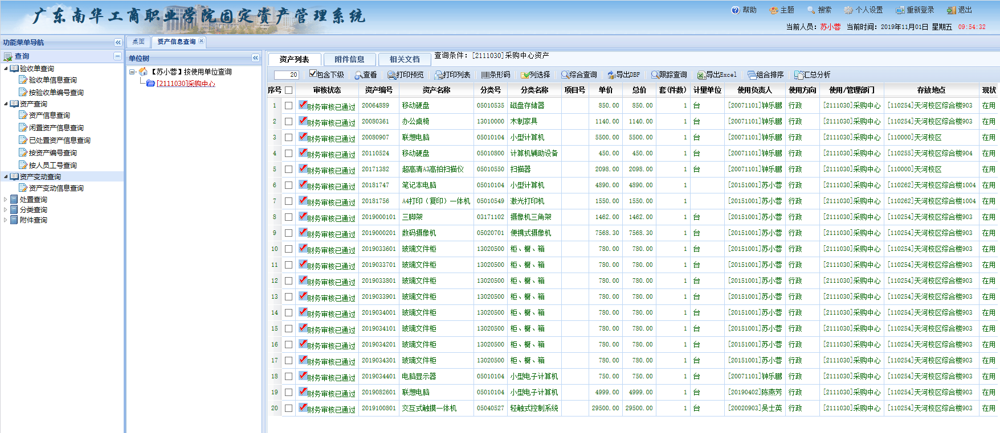 广东南华工商职业学院固定资产管理系统
帮助 主题 搜索 个人设置 重新登录 退出
当前人员：苏小蓉 当前时间：2019年11月01日 星期五 09:54:32
功能菜单导航
查询
验收单查询
验收单信息查询
按验收单编号查询
资产查询
资产信息查询
闲置资产信息查询
已处置资产信息查询
按资产编号查询
按人员工号查询
资产变动查询
资产变动信息查询
处置查询
分类查询
附件查询
桌面 资产信息查询
单位树
【苏小蓉】按使用单位查询
[2111030]采购中心
资产列表 附件信息 相关文档 查询条件：[2111030]采购中心资产
20 包含下级 查看 打印预览 打印列表 条形码 列选择 综合查询 导出DBF 跟踪查询 导出Excel 组合排序 汇总分析
序号 审核状态 资产编号 资产名称 分类号 分类名称 项目号 单价 总价 套(件数) 计量单位 使用负责人 使用方向 使用/管理部门 存放地点 现状
1 财务审核已通过 20064889 移动硬盘 05010535 磁盘存储器 850.00 850.00 1 台 [20071101]钟乐鹏 行政 [2111030]采购中心 [110254]天河校区综合楼903 在用
2 财务审核已通过 20080361 办公桌椅 13010000 木制家具 1140.00 1140.00 1 台 [20071101]钟乐鹏 行政 [2111030]采购中心 [110254]天河校区综合楼903 在用
3 财务审核已通过 20080907 联想电脑 05010104 小型计算机 5500.00 5500.00 1 台 [20071101]钟乐鹏 行政 [2111030]采购中心 [110000]天河校区 在用
4 财务审核已通过 20110524 移动硬盘 05010800 计算机辅助设备 450.00 450.00 1 台 [20071101]钟乐鹏 行政 [2111030]采购中心 [110255]天河校区综合楼904 在用
5 财务审核已通过 20171382 超高清A3高拍扫描仪 05010550 扫描器 2098.00 2098.00 1 台 [20071101]钟乐鹏 行政 [2111030]采购中心 [110000]天河校区 在用
6 财务审核已通过 20181747 笔记本电脑 05010104 小型计算机 4890.00 4890.00 1 [20151001]苏小蓉 行政 [2111030]采购中心 [110262]天河校区综合楼1004 在用
7 财务审核已通过 20181756 A4打印（复印）一体机 05010549 激光打印机 1550.00 1550.00 1 [20151001]苏小蓉 行政 [2111030]采购中心 [110262]天河校区综合楼1004 在用
8 财务审核已通过 2019000101 三脚架 03171102 摄像机三角架 1462.00 1462.00 1 台 [20151001]苏小蓉 行政 [2111030]采购中心 [110254]天河校区综合楼903 在用
9 财务审核已通过 2019000201 数码摄像机 05020701 便携式摄像机 7568.30 7568.30 1 台 [20151001]苏小蓉 行政 [2111030]采购中心 [110254]天河校区综合楼903 在用
10 财务审核已通过 2019033601 玻璃文件柜 13020500 柜、橱、箱 780.00 780.00 1 台 [20151001]苏小蓉 行政 [2111030]采购中心 [110254]天河校区综合楼903 在用
11 财务审核已通过 2019033701 玻璃文件柜 13020500 柜、橱、箱 780.00 780.00 1 台 [20151001]苏小蓉 行政 [2111030]采购中心 [110254]天河校区综合楼903 在用
12 财务审核已通过 2019033801 玻璃文件柜 13020500 柜、橱、箱 780.00 780.00 1 台 [20151001]苏小蓉 行政 [2111030]采购中心 [110254]天河校区综合楼903 在用
13 财务审核已通过 2019033901 玻璃文件柜 13020500 柜、橱、箱 780.00 780.00 1 台 [20151001]苏小蓉 行政 [2111030]采购中心 [110254]天河校区综合楼903 在用
14 财务审核已通过 2019034001 玻璃文件柜 13020500 柜、橱、箱 780.00 780.00 1 台 [20151001]苏小蓉 行政 [2111030]采购中心 [110254]天河校区综合楼903 在用
15 财务审核已通过 2019034101 玻璃文件柜 13020500 柜、橱、箱 780.00 780.00 1 台 [20151001]苏小蓉 行政 [2111030]采购中心 [110254]天河校区综合楼903 在用
16 财务审核已通过 2019034201 玻璃文件柜 13020500 柜、橱、箱 780.00 780.00 1 台 [20151001]苏小蓉 行政 [2111030]采购中心 [110254]天河校区综合楼903 在用
17 财务审核已通过 2019034301 玻璃文件柜 13020500 柜、橱、箱 780.00 780.00 1 台 [20151001]苏小蓉 行政 [2111030]采购中心 [110254]天河校区综合楼903 在用
18 财务审核已通过 2019034401 电脑显示器 05010104 小型电子计算机 750.00 750.00 1 台 [20071101]钟乐鹏 行政 [2111030]采购中心 [110254]天河校区综合楼903 在用
19 财务审核已通过 2019082601 联想电脑 05010104 小型电子计算机 4999.00 4999.00 1 台 [20190402]陈燕芳 行政 [2111030]采购中心 [110254]天河校区综合楼903 在用
20 财务审核已通过 2019100801 交互式触摸一体机 05040527 轻触式控制系统 29500.00 29500.00 1 台 [20020903]吴士英 行政 [2111030]采购中心 [110254]天河校区综合楼903 在用